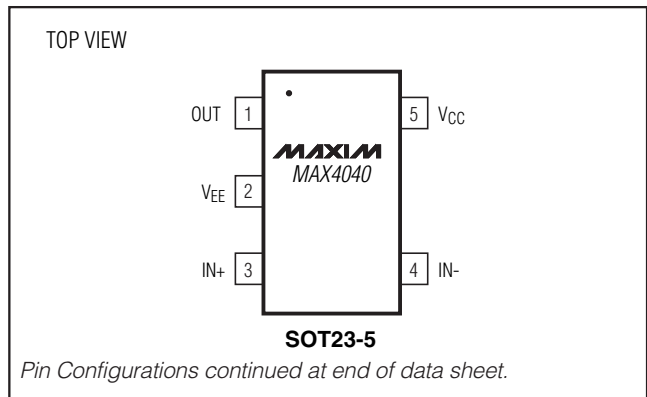 TOP VIEW
OUT 1
5 VCC
MAXIM
MAX4040
VEE 2
IN+ 3
4 IN-
SOT23-5
Pin Configurations continued at end of data sheet.